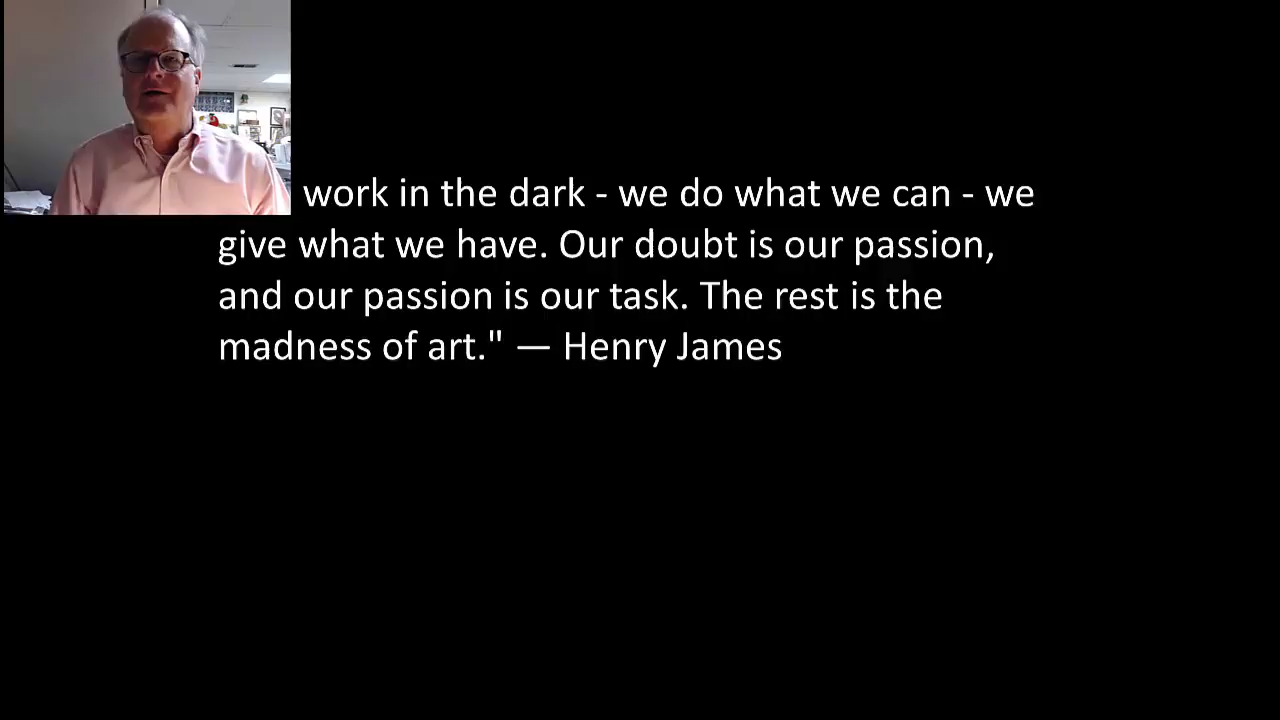 work in the dark - we do what we can - we
give what we have. Our doubt is our passion,
and our passion is our task. The rest is the
madness of art." — Henry James